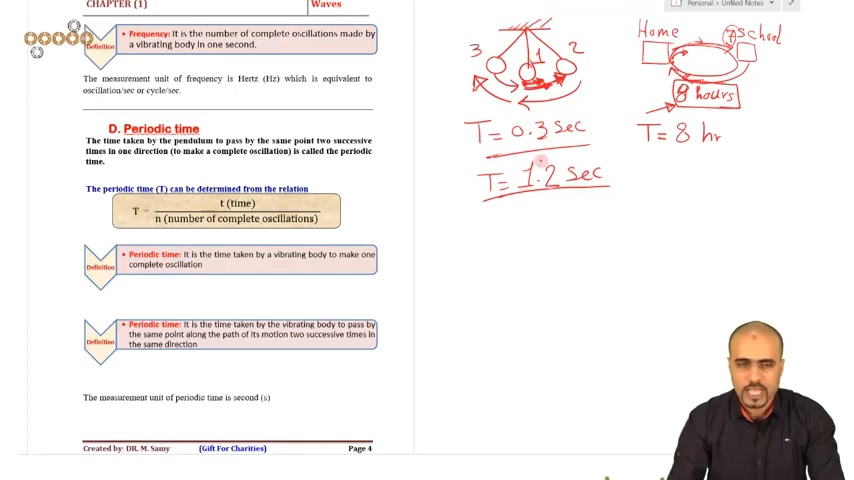 CHAPTER (1)
Waves
Personal > Unfiled Notes
Definition
• Frequency: It is the number of complete oscillations made by
a vibrating body in one second.
The measurement unit of frequency is Hertz (Hz) which is equivalent to
oscillation/sec or cycle/sec.
D. Periodic time
The time taken by the pendulum to pass by the same point two successive
times in one direction (to make a complete oscillation) is called the periodic
time.
The periodic time (T) can be determined from the relation
T = t (time)
n (number of complete oscillations)
Definition
• Periodic time: It is the time taken by a vibrating body to make one
complete oscillation
Definition
• Periodic time: It is the time taken by the vibrating body to pass by
the same point along the path of its motion two successive times in
the same direction
The measurement unit of periodic time is second (s)
Created by: DR. M. Samy
(Gift For Charities)
Page 4
3
1
2
T = 0.3 sec
T = 1.2 sec
Home
7
School
8 hours
T = 8 hr